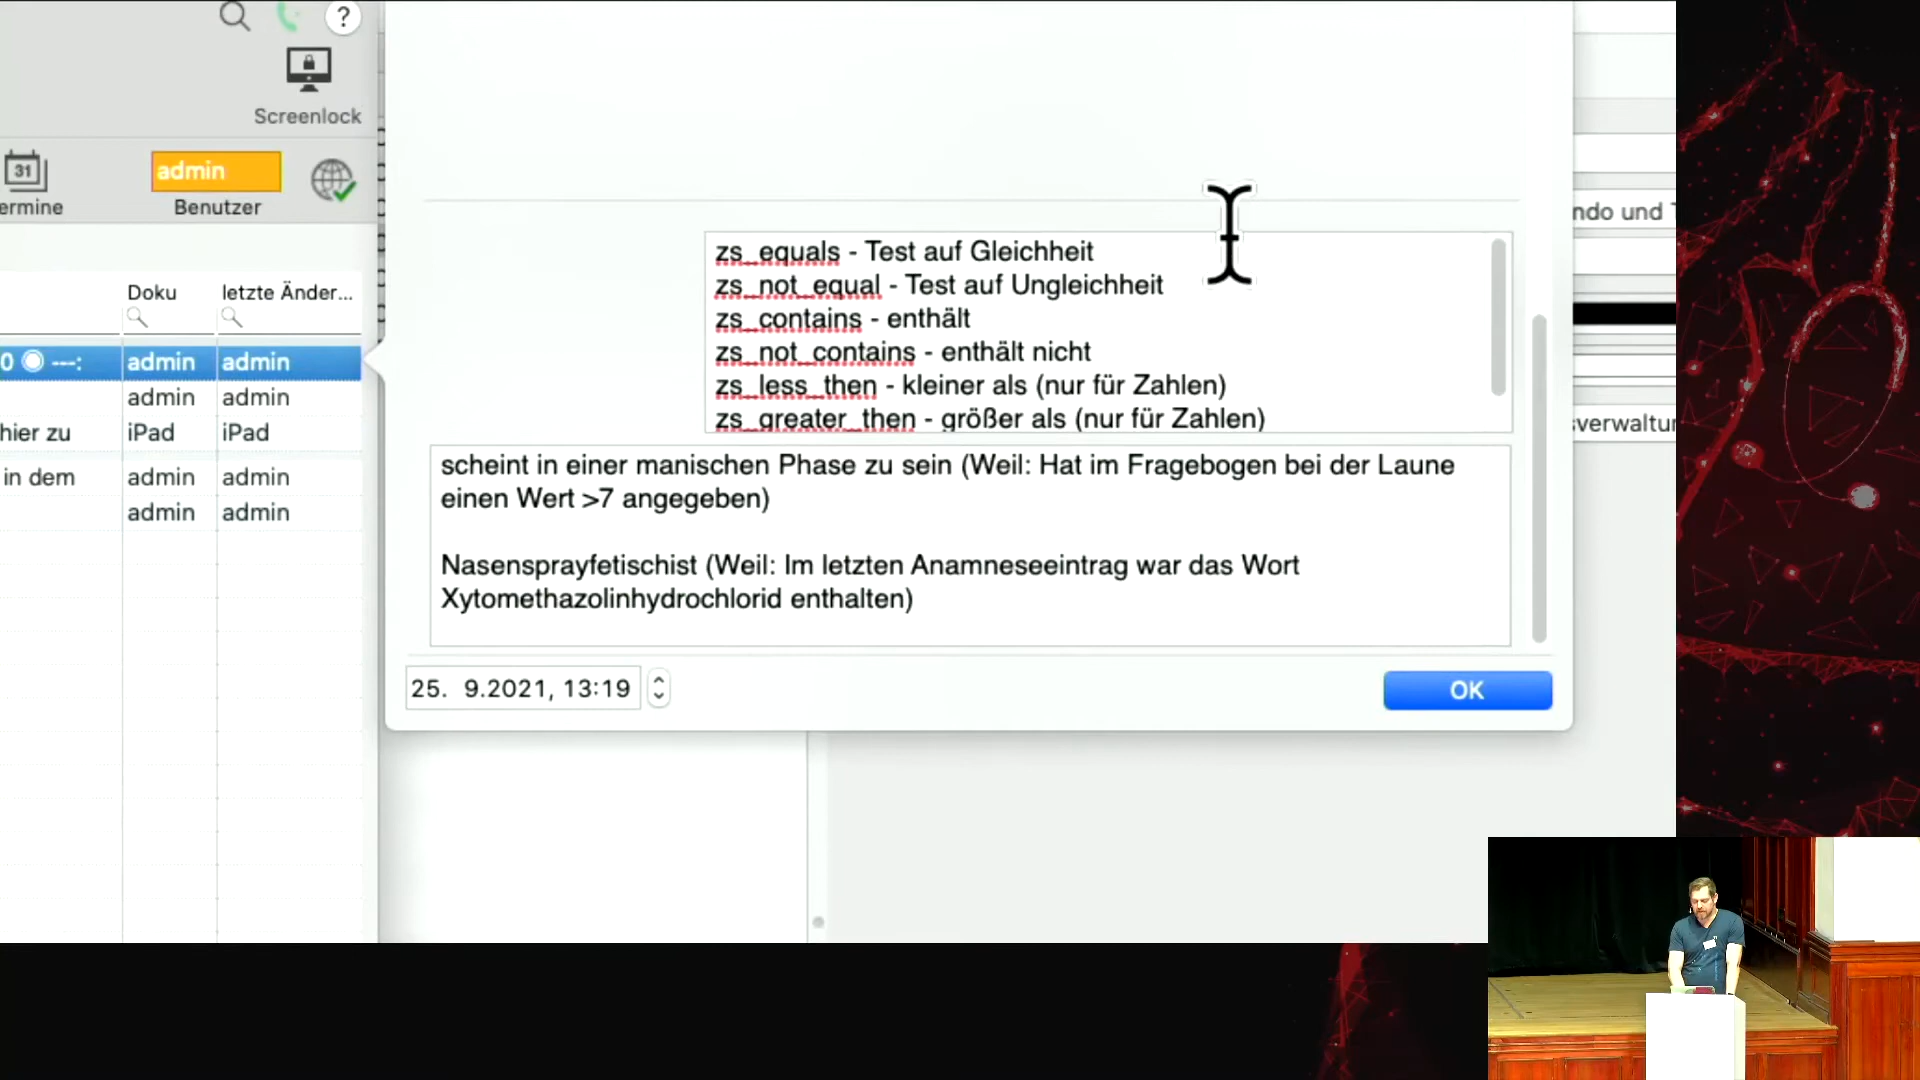 ?
Screenlock
31
ermine
admin
Benutzer
Doku
letzte Änder...
0 ---:
admin
admin
admin
admin
hier zu
iPad
iPad
in dem
admin
admin
admin
admin
zs_equals - Test auf Gleichheit
zs_not_equal - Test auf Ungleichheit
zs_contains - enthält
zs_not_contains - enthält nicht
zs_less_then - kleiner als (nur für Zahlen)
zs_greater_then - größer als (nur für Zahlen)
scheint in einer manischen Phase zu sein (Weil: Hat im Fragebogen bei der Laune
einen Wert >7 angegeben)
Nasensprayfetischist (Weil: Im letzten Anamneseeintrag war das Wort
Xytomethazolinhydrochlorid enthalten)
25. 9.2021, 13:19
OK
ndo und
sverwaltur